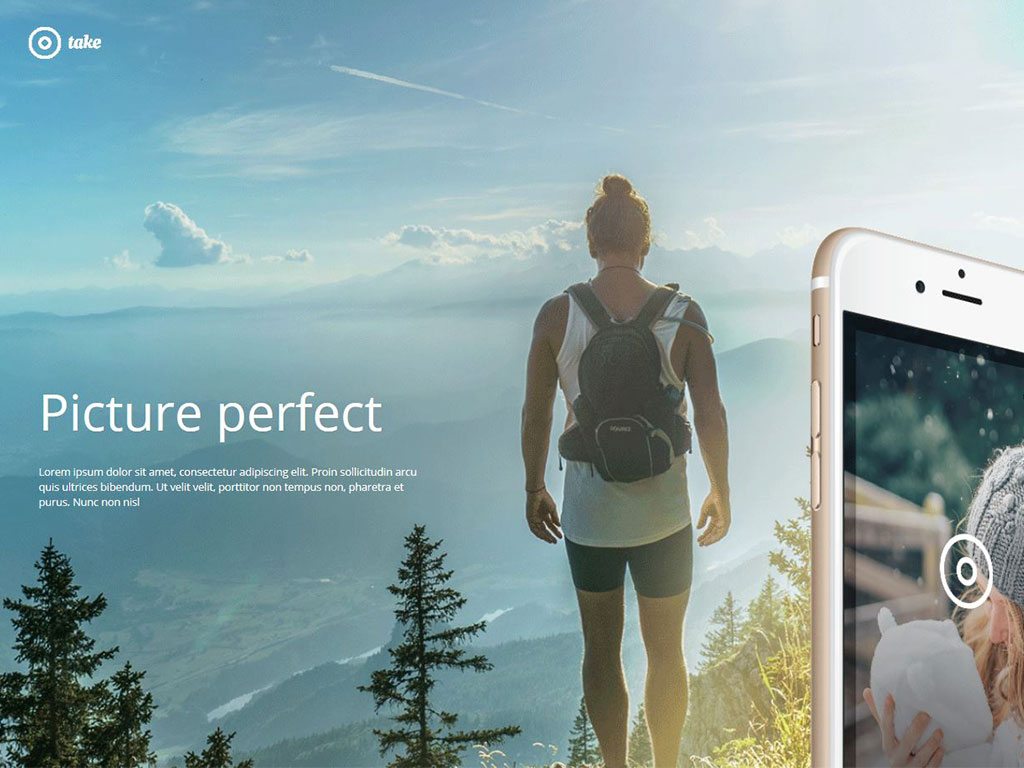 take
Picture perfect
Lorem ipsum dolor sit amet, consectetur adipiscing elit. Proin sollicitudin arcu
quis ultrices bibendum. Ut velit velit, porttitor non tempus non, pharetra et
purus. Nunc non nisl